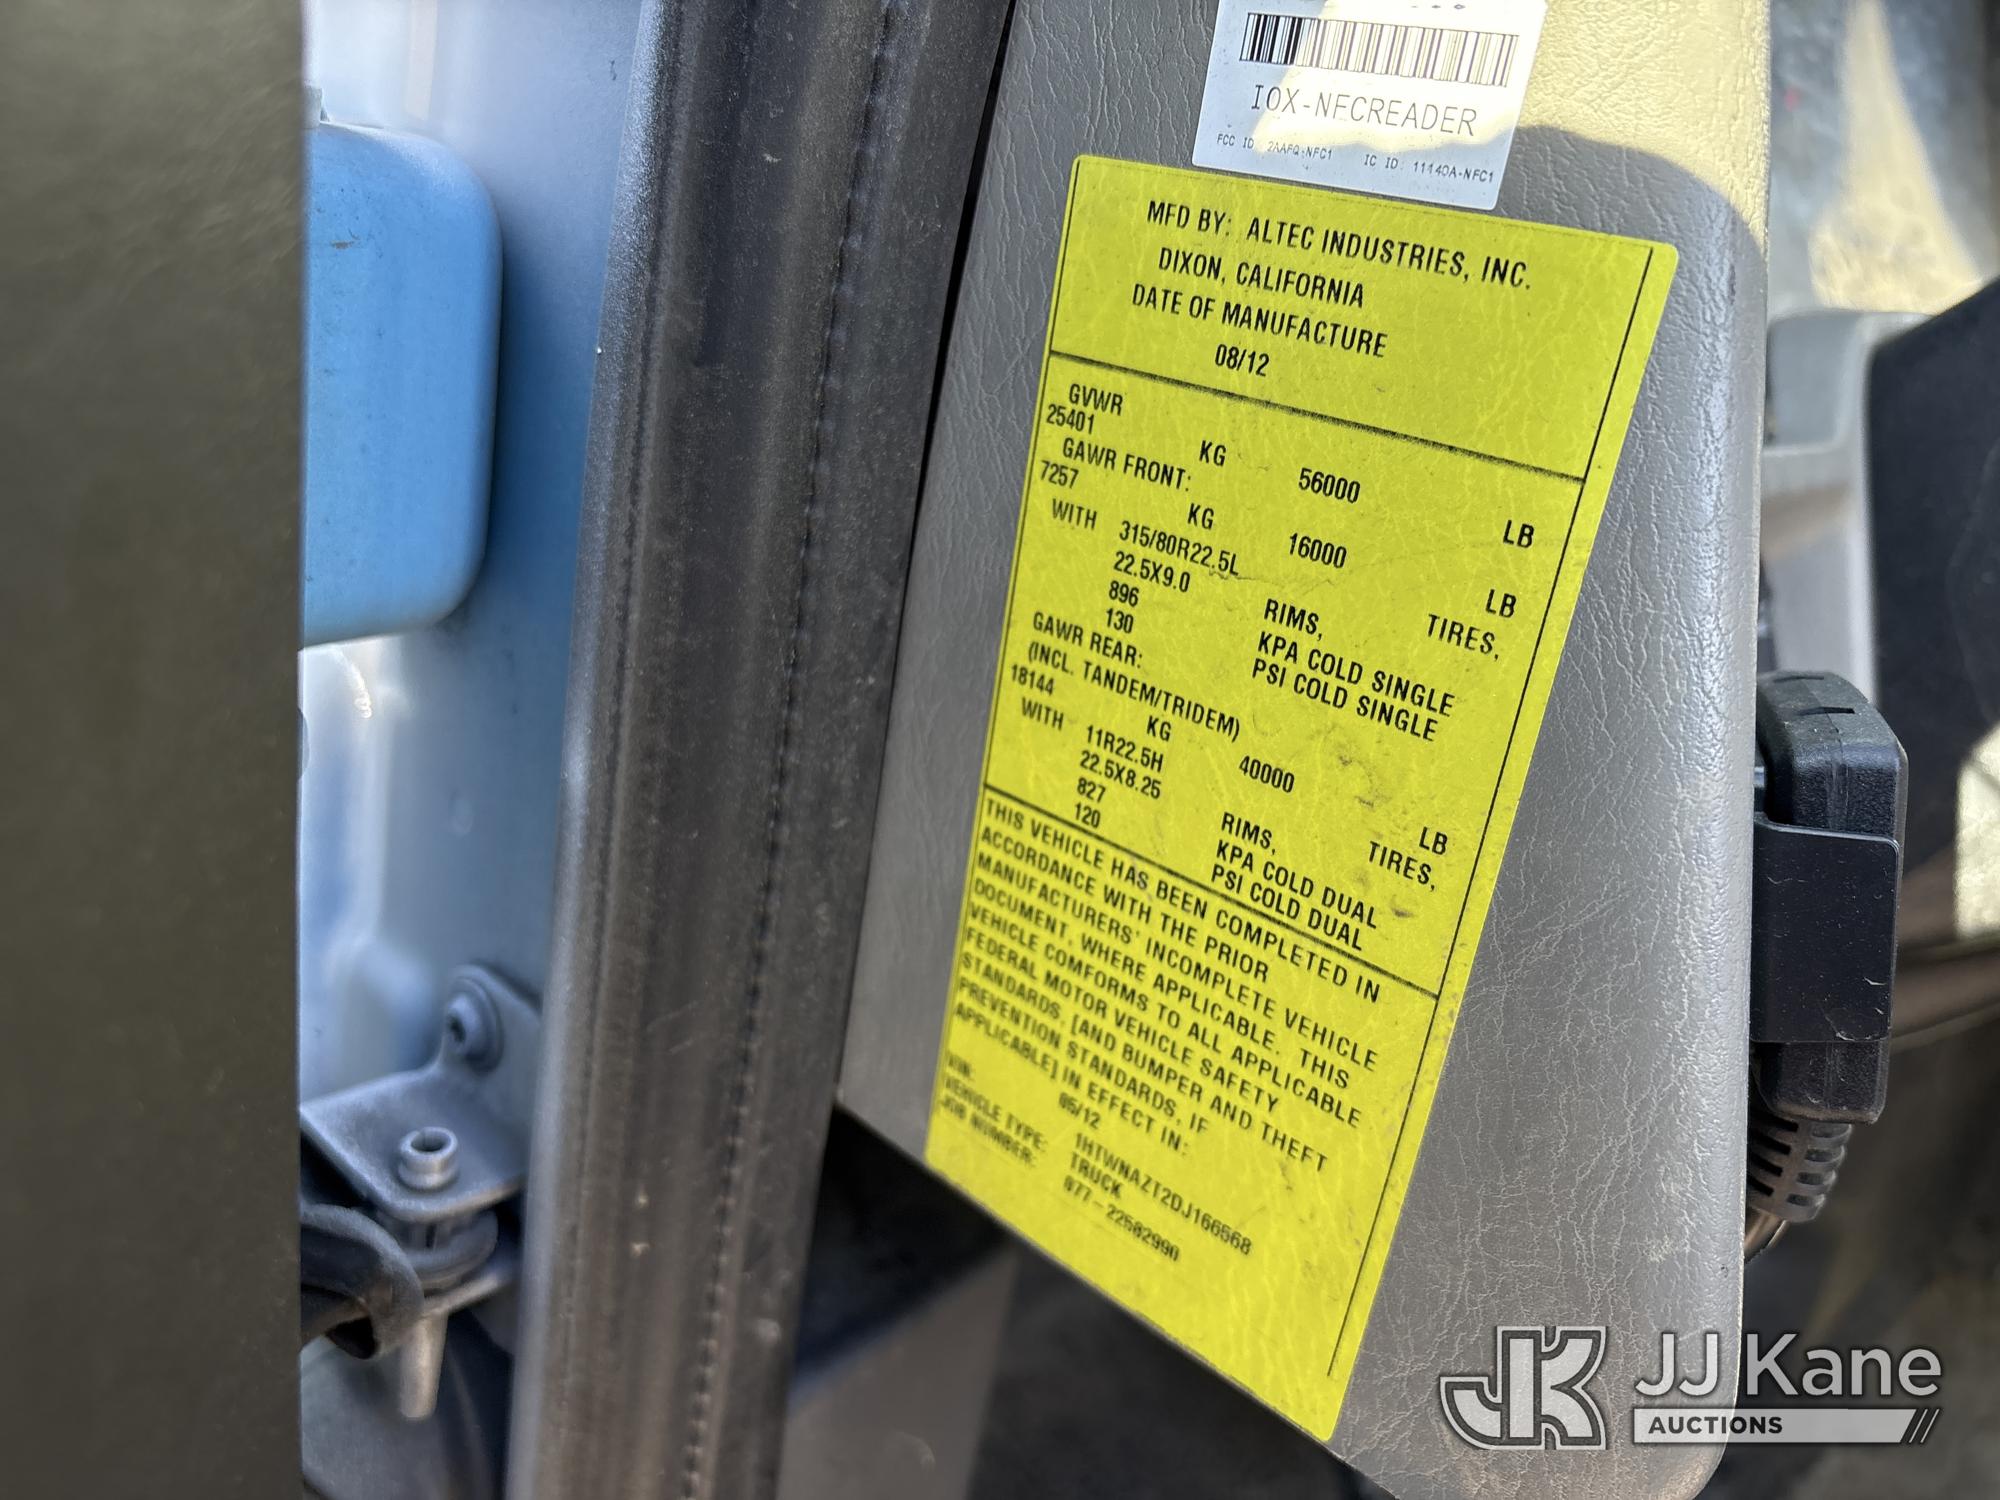 IOX-NFCREADER
FCC ID 2AAFQ-NFC1 IC ID: 11140A-NFC1
MFD BY: ALTEC INDUSTRIES, INC.
DIXON, CALIFORNIA
DATE OF MANUFACTURE
08/12
GVWR
25401 KG 56000 LB
GAWR FRONT:
7257 KG 16000 LB
WITH 315/80R22.5L TIRES,
22.5X9.0 RIMS,
896 KPA COLD SINGLE
130 PSI COLD SINGLE
GAWR REAR:
(INCL. TANDEM/TRIDEM)
18144 KG 40000 LB
WITH 11R22.5H TIRES,
22.5X8.25 RIMS,
827 KPA COLD DUAL
120 PSI COLD DUAL
THIS VEHICLE HAS BEEN COMPLETED IN
ACCORDANCE WITH THE PRIOR
MANUFACTURERS' INCOMPLETE VEHICLE
DOCUMENT, WHERE APPLICABLE. THIS
VEHICLE COMFORMS TO ALL APPLICABLE
FEDERAL MOTOR VEHICLE SAFETY
STANDARDS, [AND BUMPER AND THEFT
PREVENTION STANDARDS, IF
APPLICABLE] IN EFFECT IN:
05/12
VIN: 1HTWNAZT2DJ166568
VEHICLE TYPE: TRUCK
JOB NUMBER: 877-22582990
JK JJ Kane
AUCTIONS